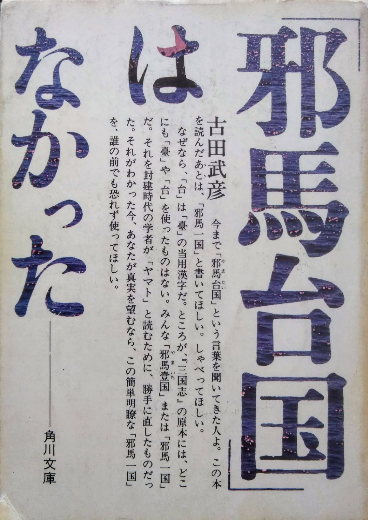 「邪馬台国」
は
なかった
古田武彦
今まで「邪馬台国」という言葉を聞いてきた人よ。この本
を読んだあとは、「邪馬一国」と書いてほしい。しゃべってほしい。
なぜなら、「台」は「臺」の当用漢字だ。ところが、『三国志』の原本には、どこ
にも「臺」や「台」を使ったものはない。みんな「邪馬壹国」または「邪馬一国」
だ。それを封建時代の学者が「ヤマト」と読むために、勝手に直したものだっ
た。それがわかった今、あなたが真実を望むなら、この簡単明瞭な「邪馬一国」
を、誰の前でも恐れず使ってほしい。
角川文庫